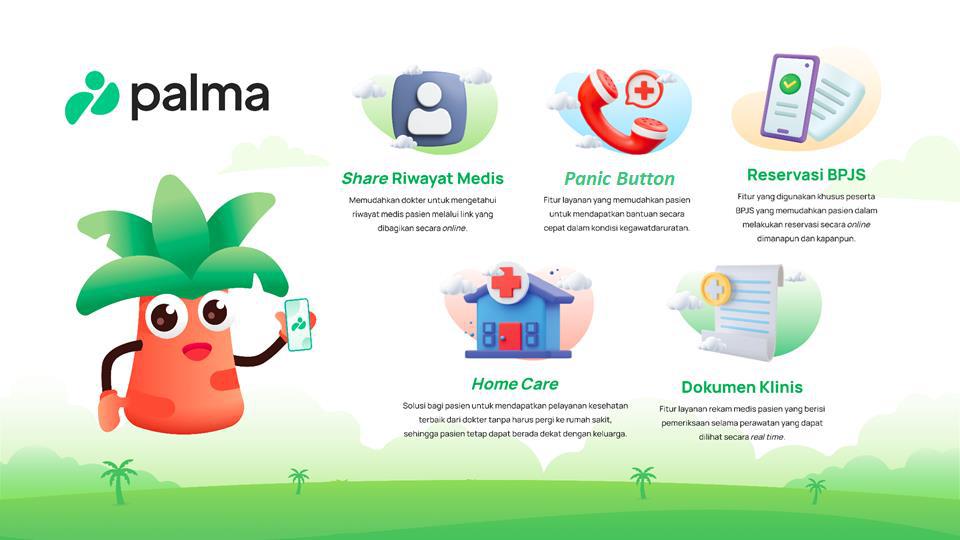 palma
Share Riwayat Medis
Memudahkan dokter untuk mengetahui
riwayat medis pasien melalui link yang
dibagikan secara online.
Panic Button
Fitur layanan yang memudahkan pasien
untuk mendapatkan bantuan secara
cepat dalam kondisi kegawatdaruratan.
Reservasi BPJS
Fitur yang digunakan khusus peserta
BPJS yang memudahkan pasien dalam
melakukan reservasi secara online
dimanapun dan kapanpun.
Home Care
Solusi bagi pasien untuk mendapatkan pelayanan kesehatan
terbaik dari dokter tanpa harus pergi ke rumah sakit,
sehingga pasien tetap dapat berada dekat dengan keluarga.
Dokumen Klinis
Fitur layanan rekam medis pasien yang berisi
pemeriksaan selama perawatan yang dapat
dilihat secara real time.